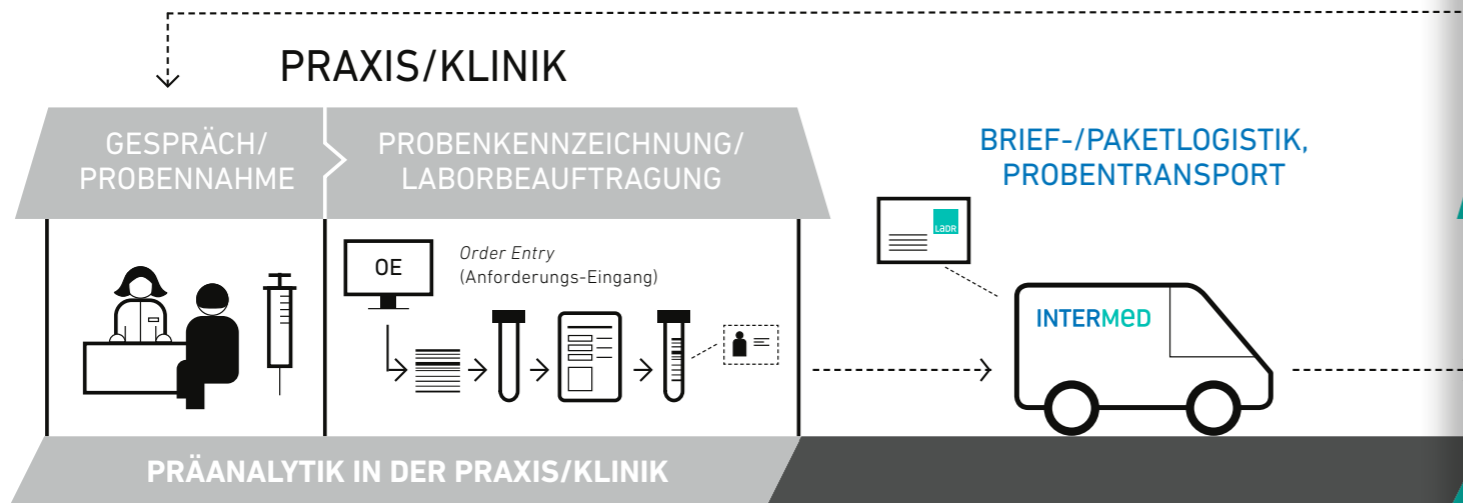 PRAXIS/KLINIK
GESPRÄCH/
PROBENNAHME
PROBENKENNZEICHNUNG/
LABORBEAUFTRAGUNG
OE
Order Entry
(Anforderungs-Eingang)
BRIEF-/PAKETLOGISTIK,
PROBENTRANSPORT
LaDR
INTERMeD
PRÄANALYTIK IN DER PRAXIS/KLINIK